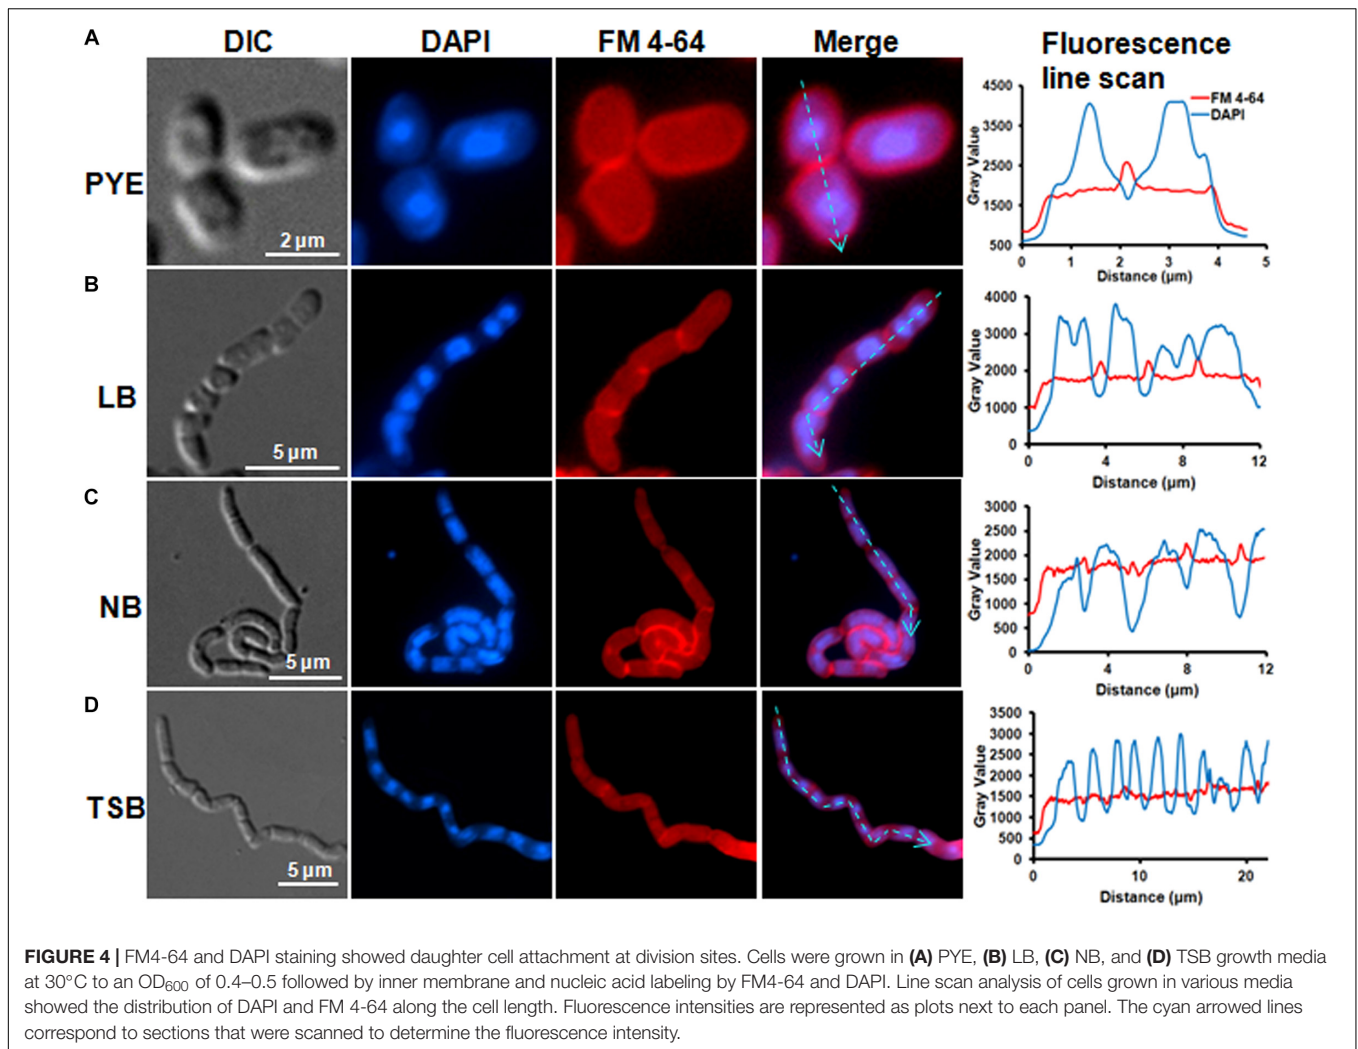 A
DIC
DAPI
FM 4-64
Merge
Fluorescence
line scan
PYE
2 µm
4500
3500
2500
1500
500
Gray Value
FM 4-64
DAPI
0 1 2 3 4 5
Distance (µm)
B
LB
5 µm
4000
3000
2000
1000
0
Gray Value
0 4 8 12
Distance (µm)
C
NB
5 µm
3000
2500
2000
1500
1000
500
0
Gray Value
0 4 8 12
Distance (µm)
D
TSB
5 µm
3500
3000
2500
2000
1500
1000
500
0
Gray Value
0 10 20
Distance (µm)
FIGURE 4 | FM4-64 and DAPI staining showed daughter cell attachment at division sites. Cells were grown in (A) PYE, (B) LB, (C) NB, and (D) TSB growth media
at 30°C to an OD600 of 0.4–0.5 followed by inner membrane and nucleic acid labeling by FM4-64 and DAPI. Line scan analysis of cells grown in various media
showed the distribution of DAPI and FM 4-64 along the cell length. Fluorescence intensities are represented as plots next to each panel. The cyan arrowed lines
correspond to sections that were scanned to determine the fluorescence intensity.